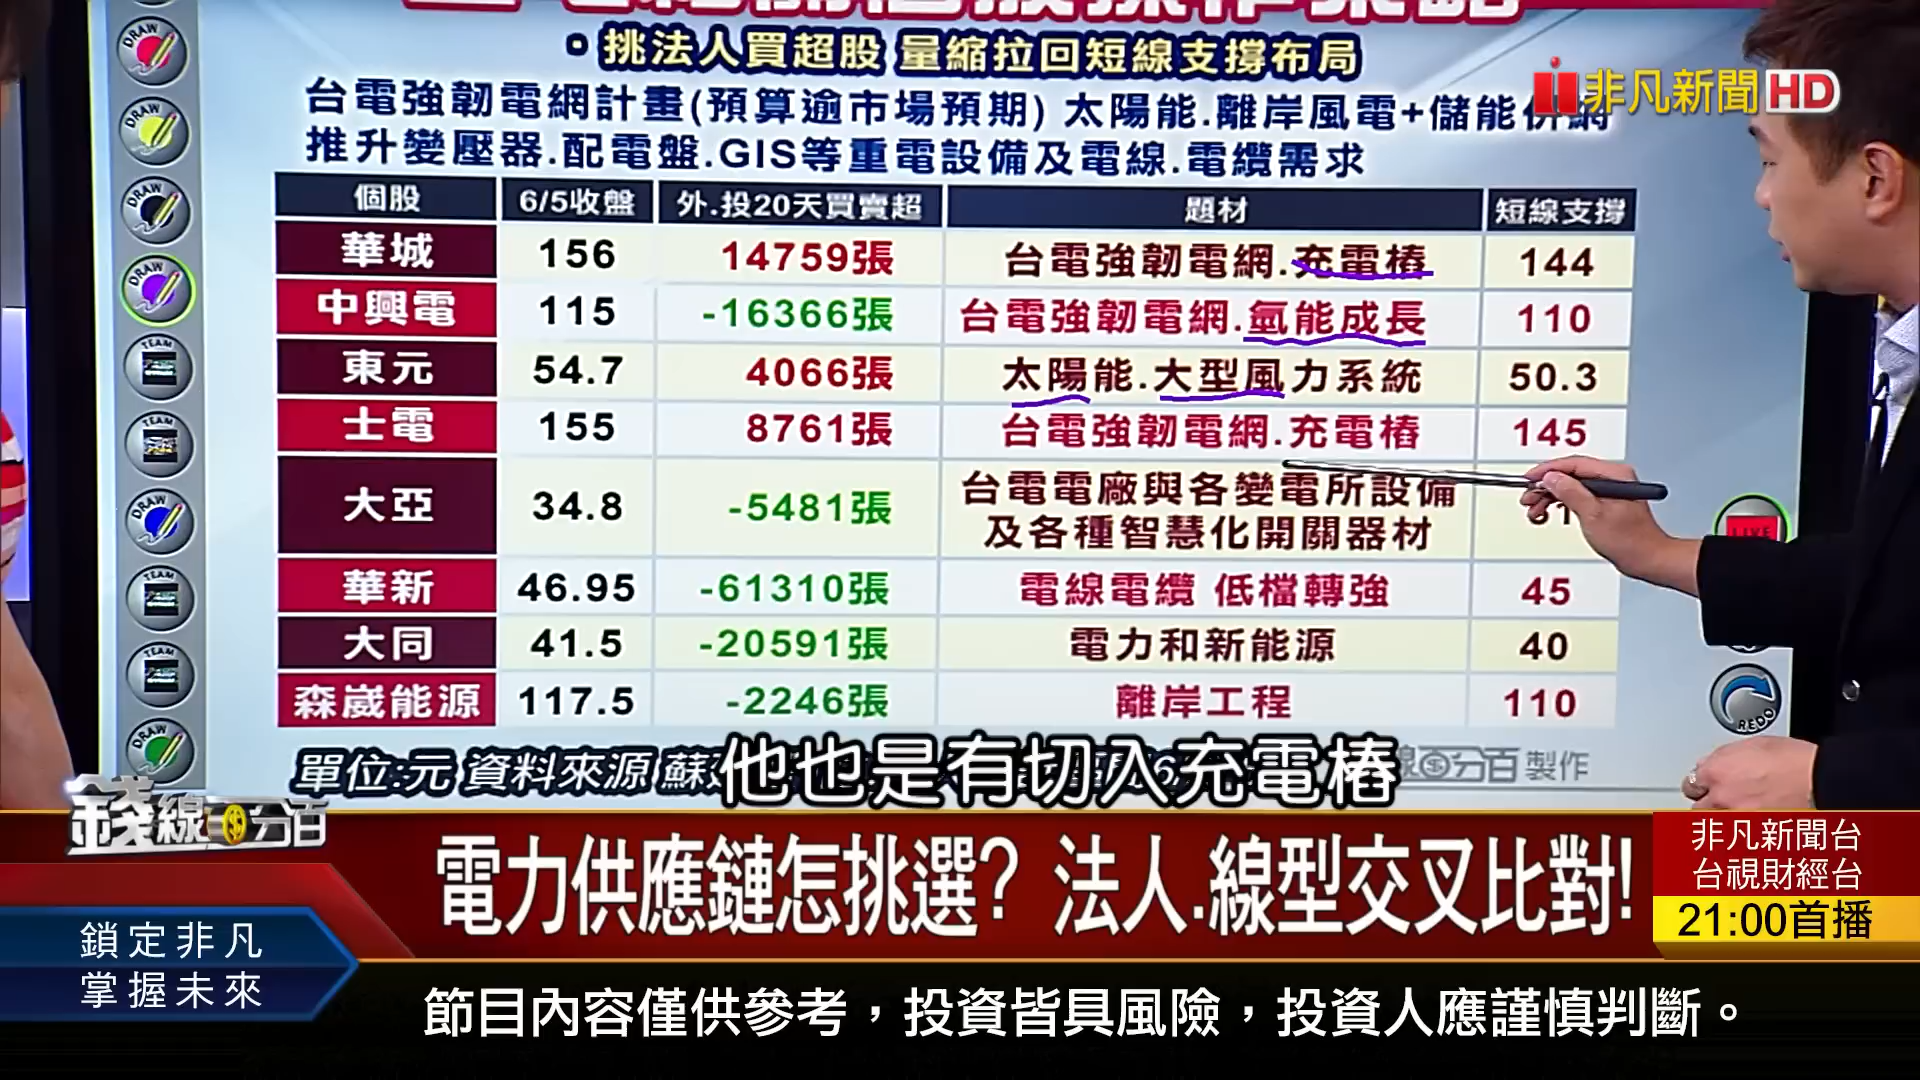 挑法人買超股 量縮拉回短線支撐布局
非凡新聞HD
台電強韌電網計畫(預算逾市場預期) 太陽能.離岸風電+儲能併網
推升變壓器.配電盤.GIS等重電設備及電線.電纜需求
個股 6/5收盤 外.投20天買賣超 題材 短線支撐
華城 156 14759張 台電強韌電網.充電樁 144
中興電 115 -16366張 台電強韌電網.氫能成長 110
東元 54.7 4066張 太陽能.大型風力系統 50.3
士電 155 8761張 台電強韌電網.充電樁 145
大亞 34.8 -5481張 台電電廠與各變電所設備
及各種智慧化開關器材
華新 46.95 -61310張 電線電纜 低檔轉強 45
大同 41.5 -20591張 電力和新能源 40
森崴能源 117.5 -2246張 離岸工程 110
單位:元 資料來源 蘇
製作
他也是有切入充電樁
DRAW
DRAW
DRAW
DRAW
TEAM
TEAM
DRAW
TEAM
TEAM
DRAW
LIVE
REDO
錢線百分百
電力供應鏈怎挑選? 法人.線型交叉比對!
非凡新聞台
台視財經台
21:00首播
鎖定非凡
掌握未來
節目內容僅供參考，投資皆具風險，投資人應謹慎判斷。